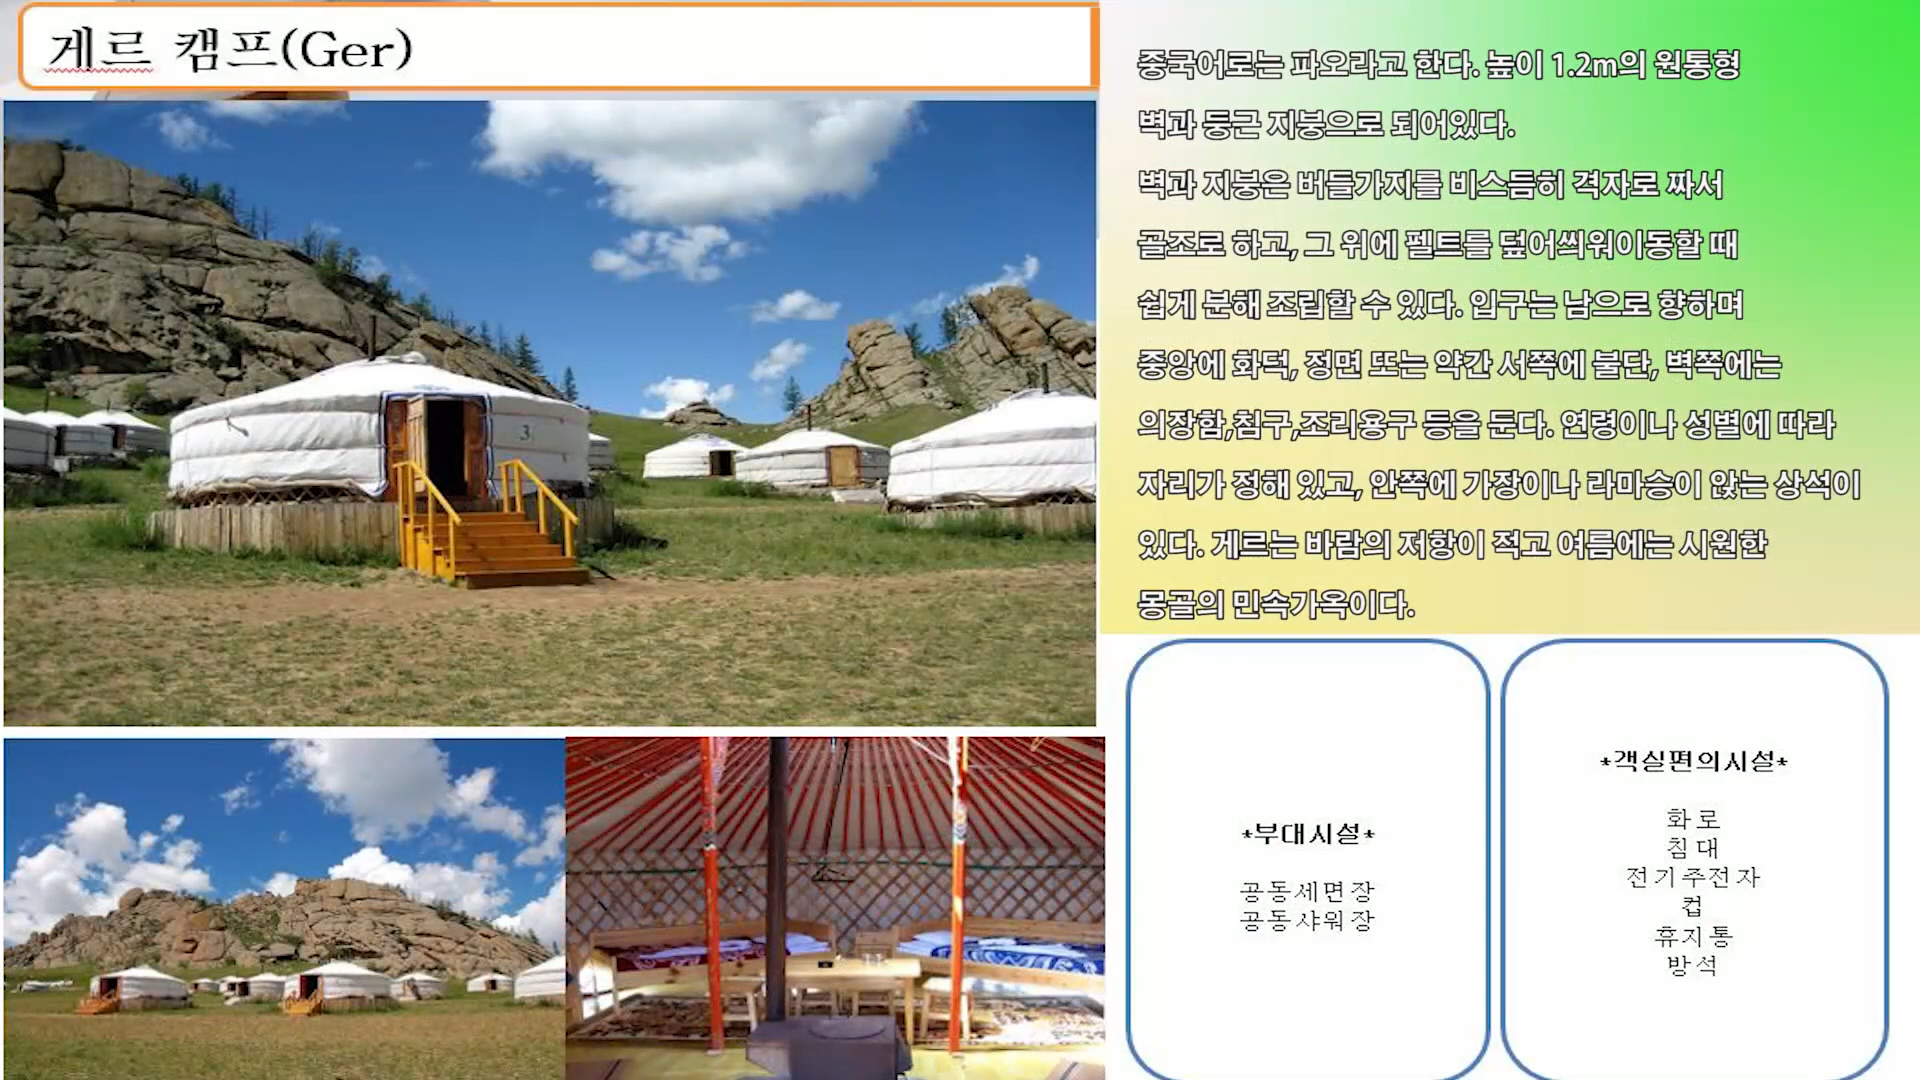 게르 캠프(Ger)
중국어로는 파오라고 한다. 높이 1.2m의 원통형
벽과 둥근 지붕으로 되어있다.
벽과 지붕은 버들가지를 비스듬히 격자로 짜서
골조로 하고, 그 위에 펠트를 덮어씌워이동할 때
쉽게 분해 조립할 수 있다. 입구는 남으로 향하며
중앙에 화덕, 정면 또는 약간 서쪽에 불단, 벽쪽에는
의장함,침구,조리용구 등을 둔다. 연령이나 성별에 따라
자리가 정해 있고, 안쪽에 가장이나 라마승이 앉는 상석이
있다. 게르는 바람의 저항이 적고 여름에는 시원한
몽골의 민속가옥이다.
3
*부대시설*
공동세면장
공동샤워장
*객실편의시설*
화로
침대
전기주전자
컵
휴지통
방석